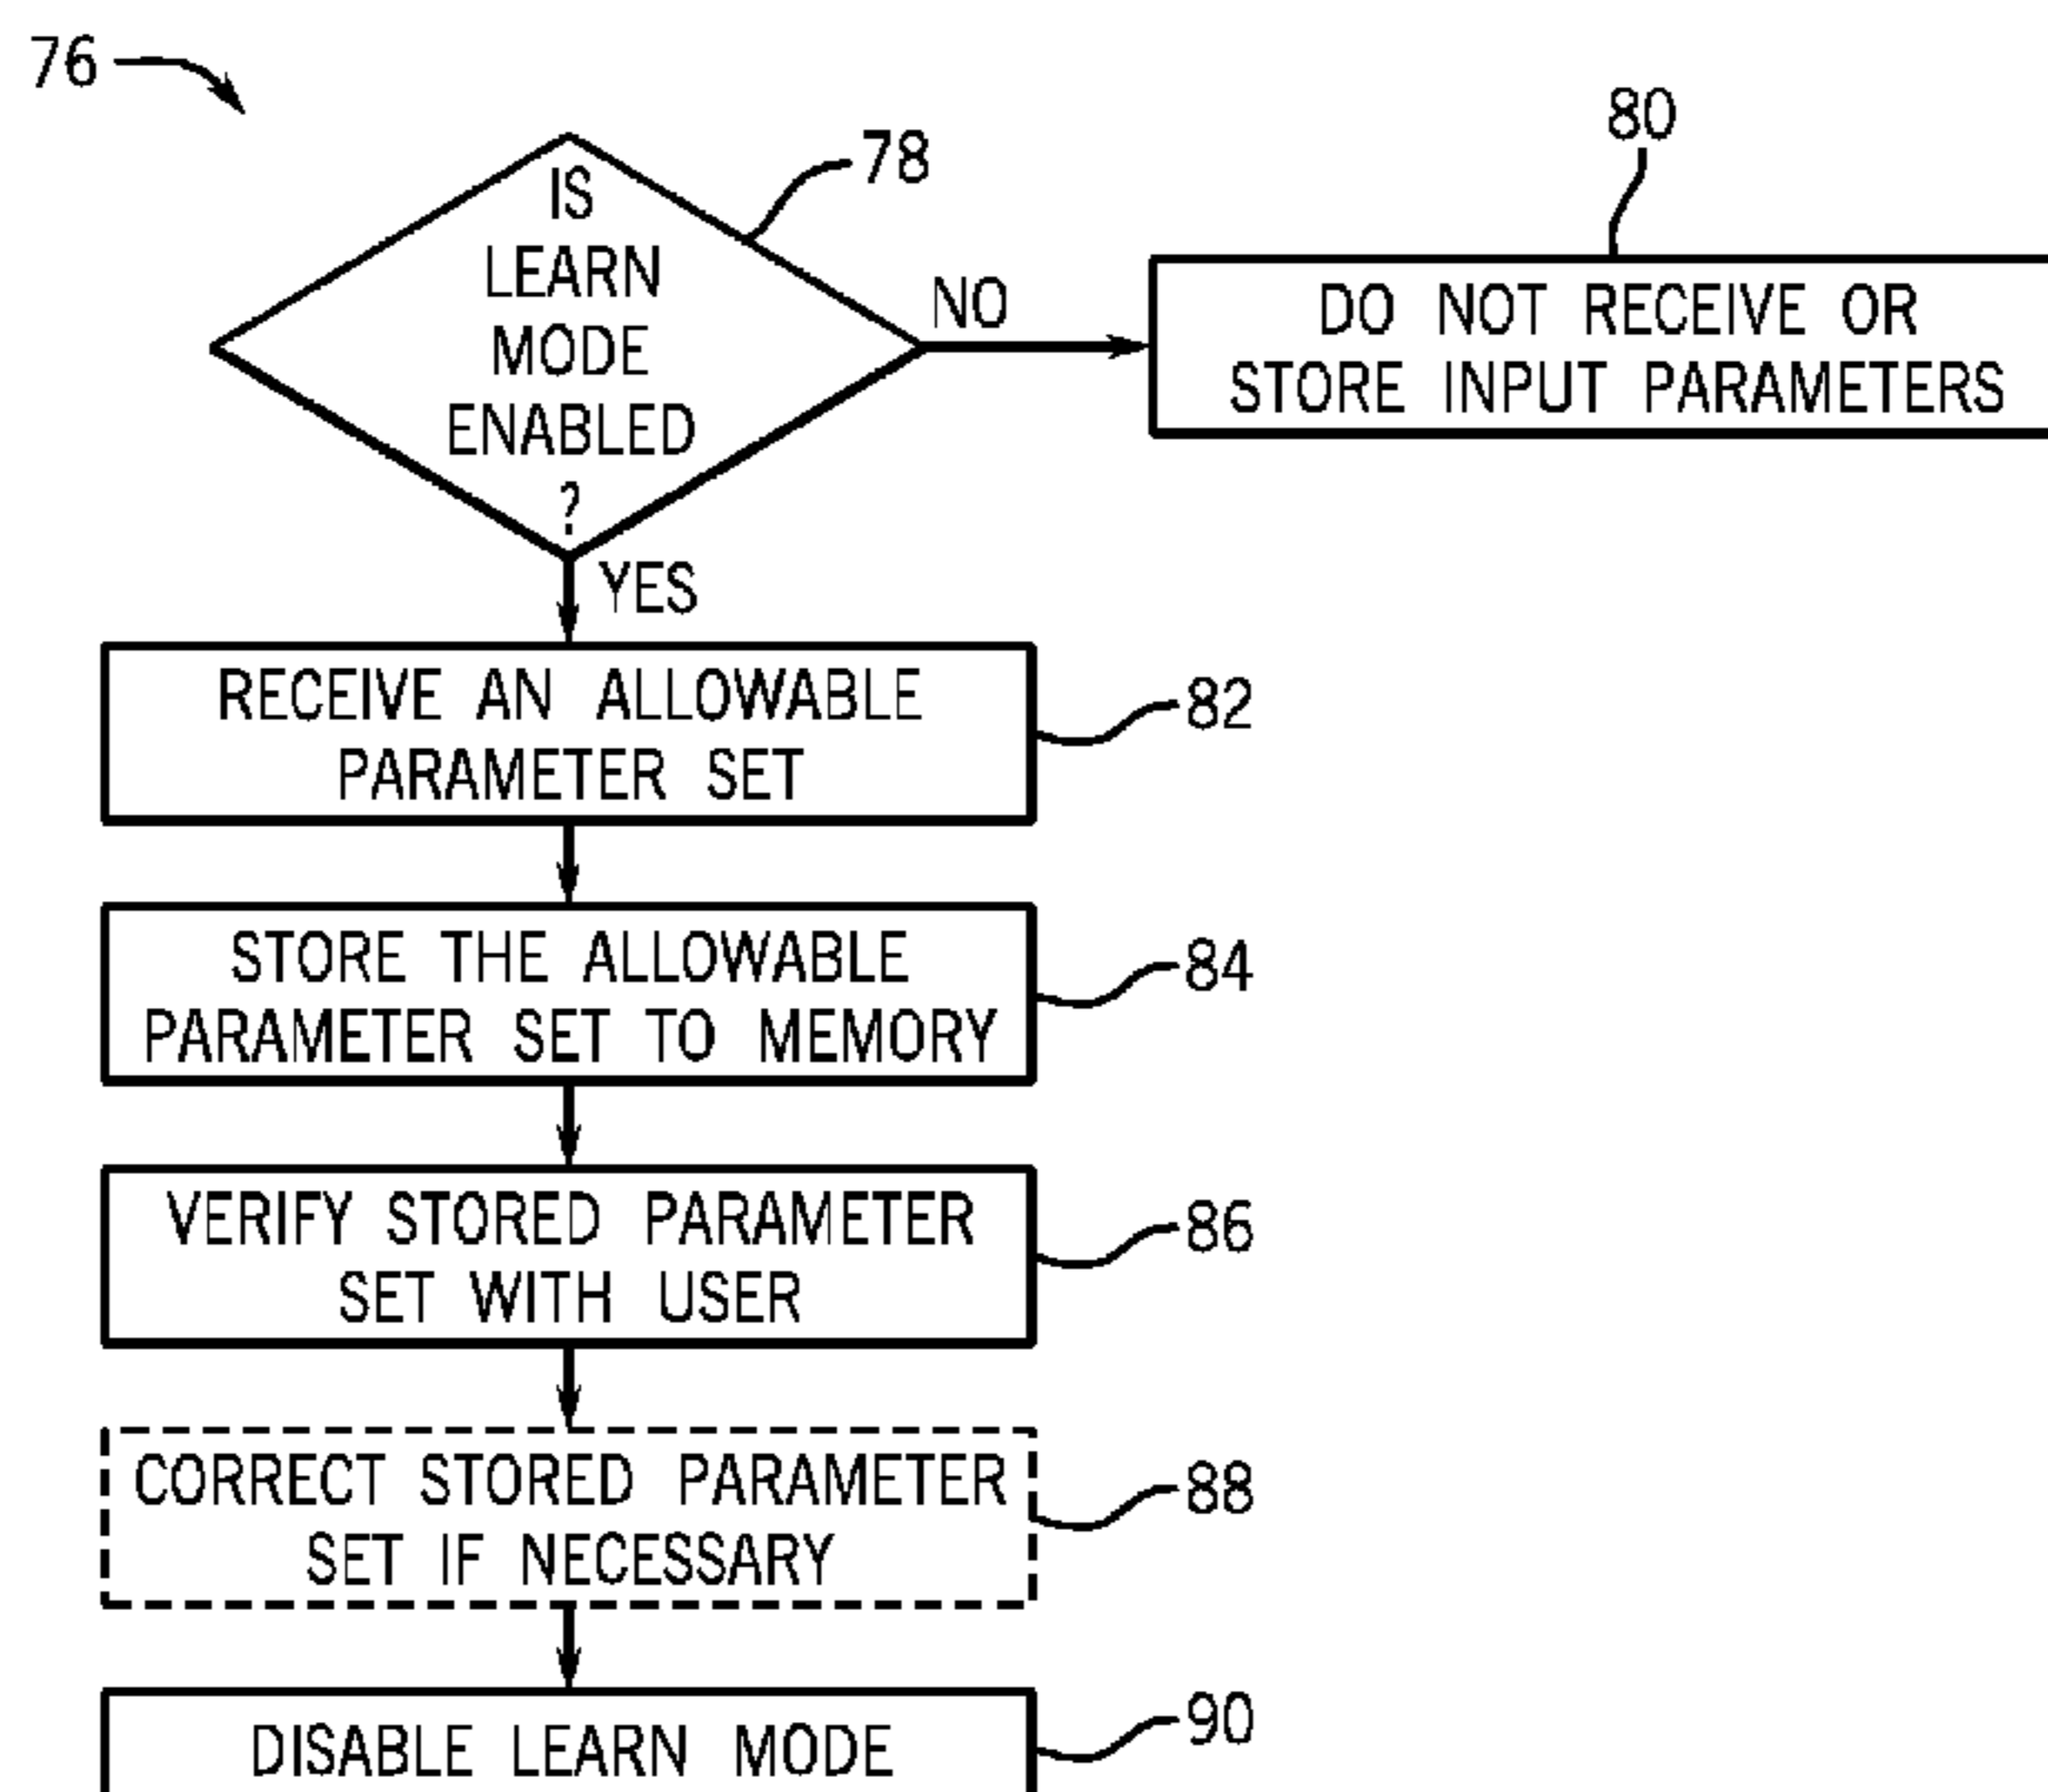 76
78
80
IS
LEARN
MODE
ENABLED
?
NO
DO NOT RECEIVE OR
STORE INPUT PARAMETERS
YES
RECEIVE AN ALLOWABLE
PARAMETER SET
82
STORE THE ALLOWABLE
PARAMETER SET TO MEMORY
84
VERIFY STORED PARAMETER
SET WITH USER
86
CORRECT STORED PARAMETER
SET IF NECESSARY
88
DISABLE LEARN MODE
90